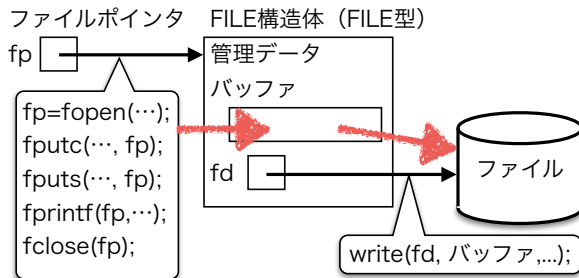 ファイルポインタ
FILE構造体（FILE型）
fp
管理データ
バッファ
fp=fopen(…);
fputc(…, fp);
fputs(…, fp);
fprintf(fp,…);
fclose(fp);
fd
ファイル
write(fd, バッファ,...);